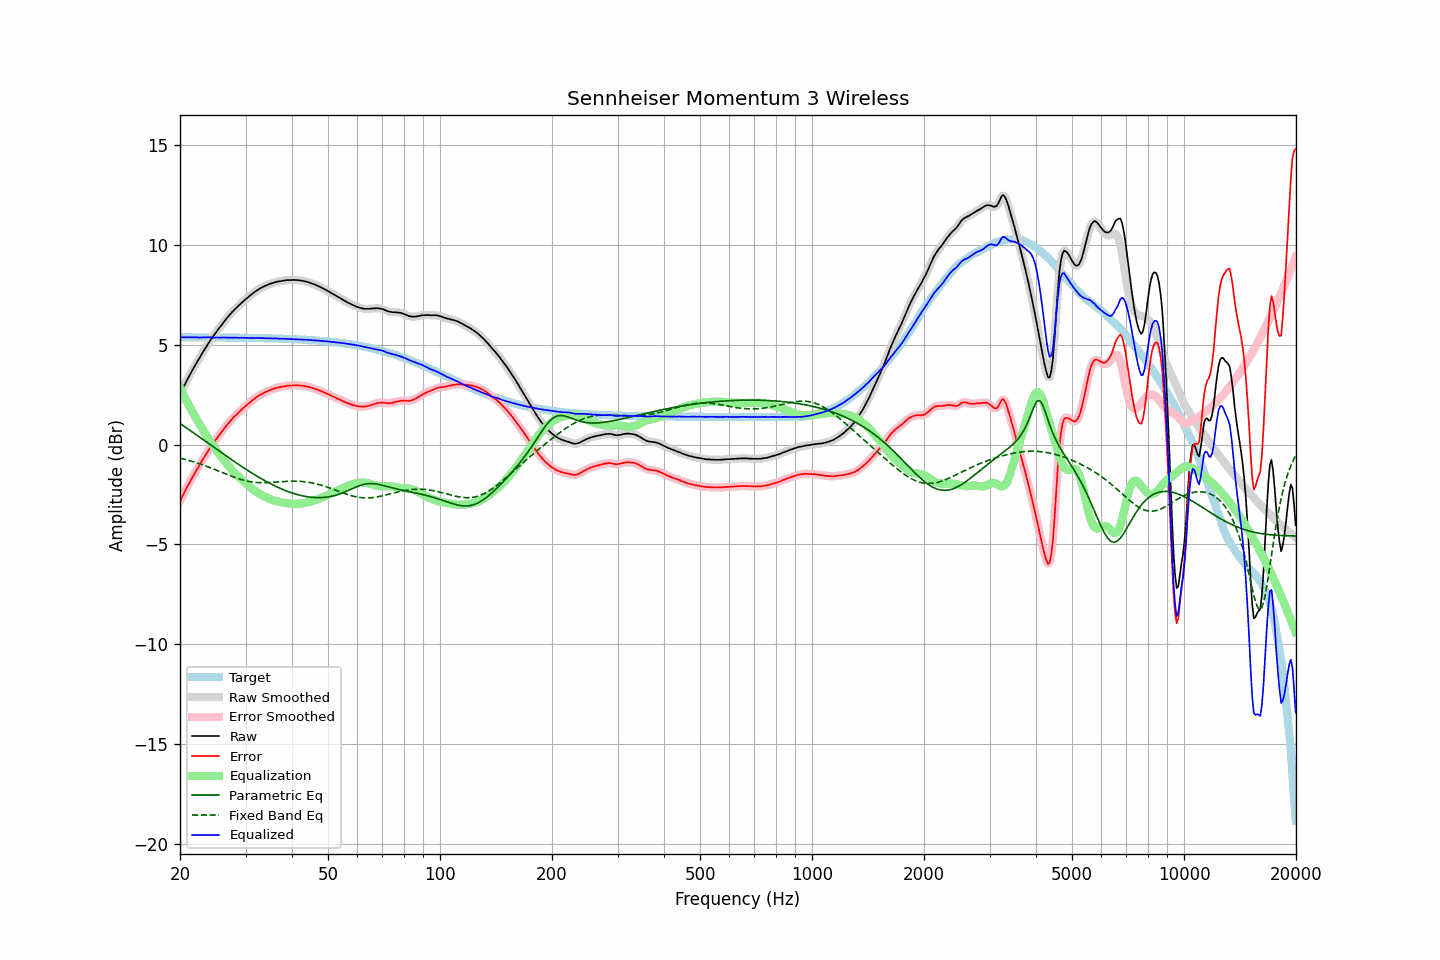 Sennheiser Momentum 3 Wireless
Amplitude (dBr)
15
10
5
0
−5
−10
−15
−20
Target
Raw Smoothed
Error Smoothed
Raw
Error
Equalization
Parametric Eq
Fixed Band Eq
Equalized
20 50 100 200 500 1000 2000 5000 10000 20000
Frequency (Hz)